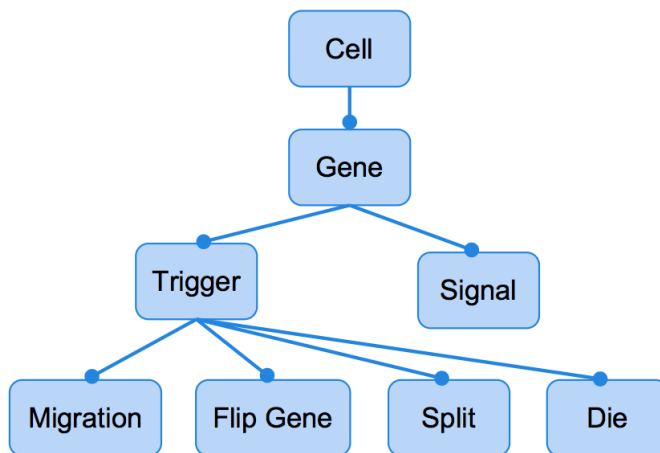 Cell
Gene
Trigger
Signal
Migration
Flip Gene
Split
Die